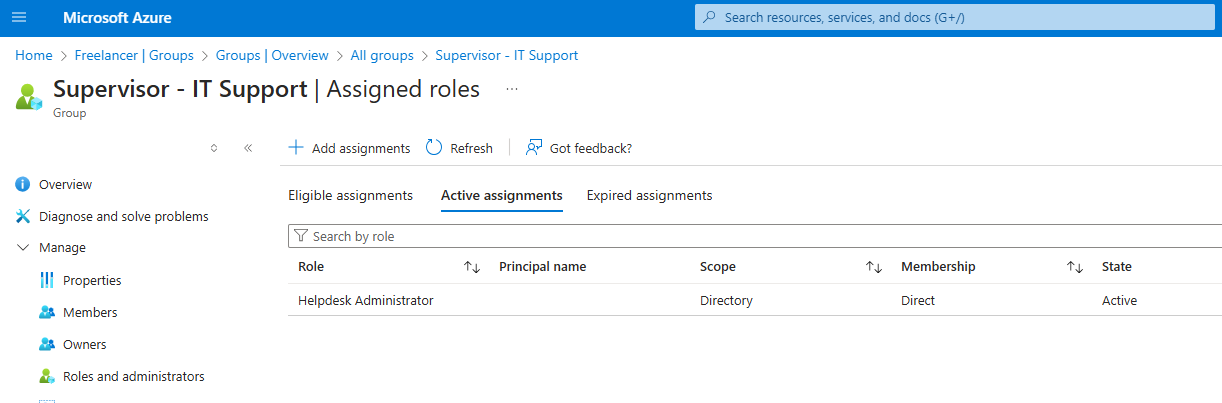 Microsoft Azure
Search resources, services, and docs (G+/)
Home > Freelancer | Groups > Groups | Overview > All groups > Supervisor - IT Support
Supervisor - IT Support | Assigned roles ...
Group
Add assignments Refresh Got feedback?
Overview
Diagnose and solve problems
Manage
Properties
Members
Owners
Roles and administrators
Eligible assignments Active assignments Expired assignments
Search by role
Role Principal name Scope Membership State
Helpdesk Administrator Directory Direct Active